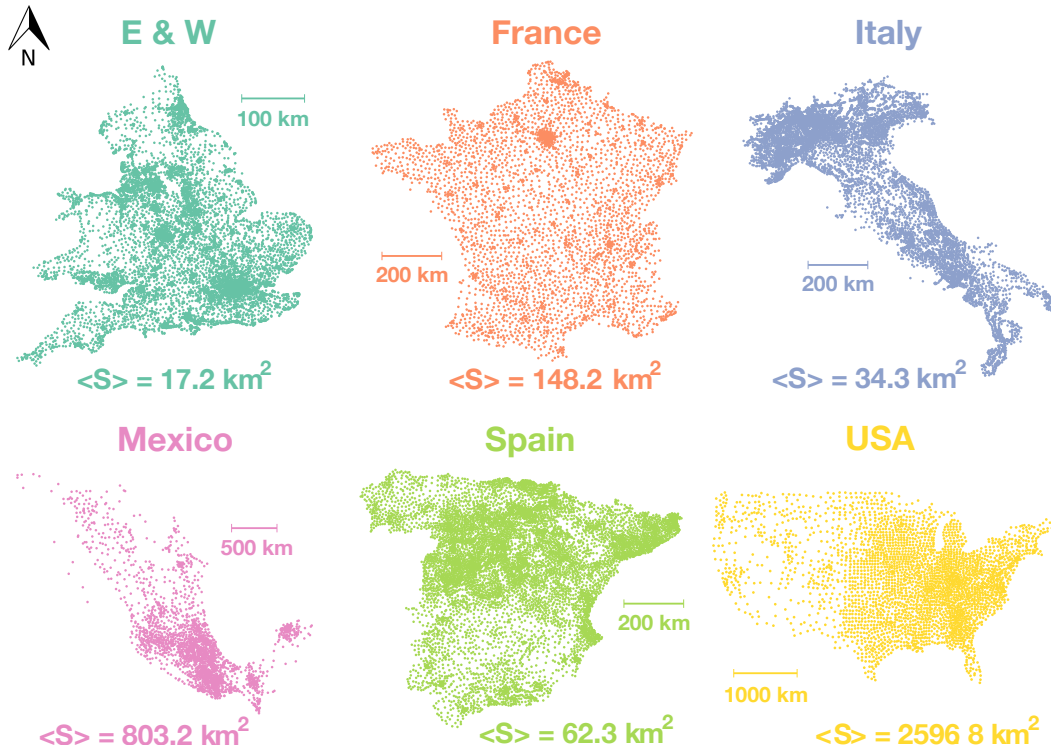 N
E & W
France
Italy
100 km
200 km
200 km
<S> = 17.2 km²
<S> = 148.2 km²
<S> = 34.3 km²
Mexico
Spain
USA
500 km
200 km
1000 km
<S> = 803.2 km²
<S> = 62.3 km²
<S> = 2596 8 km²